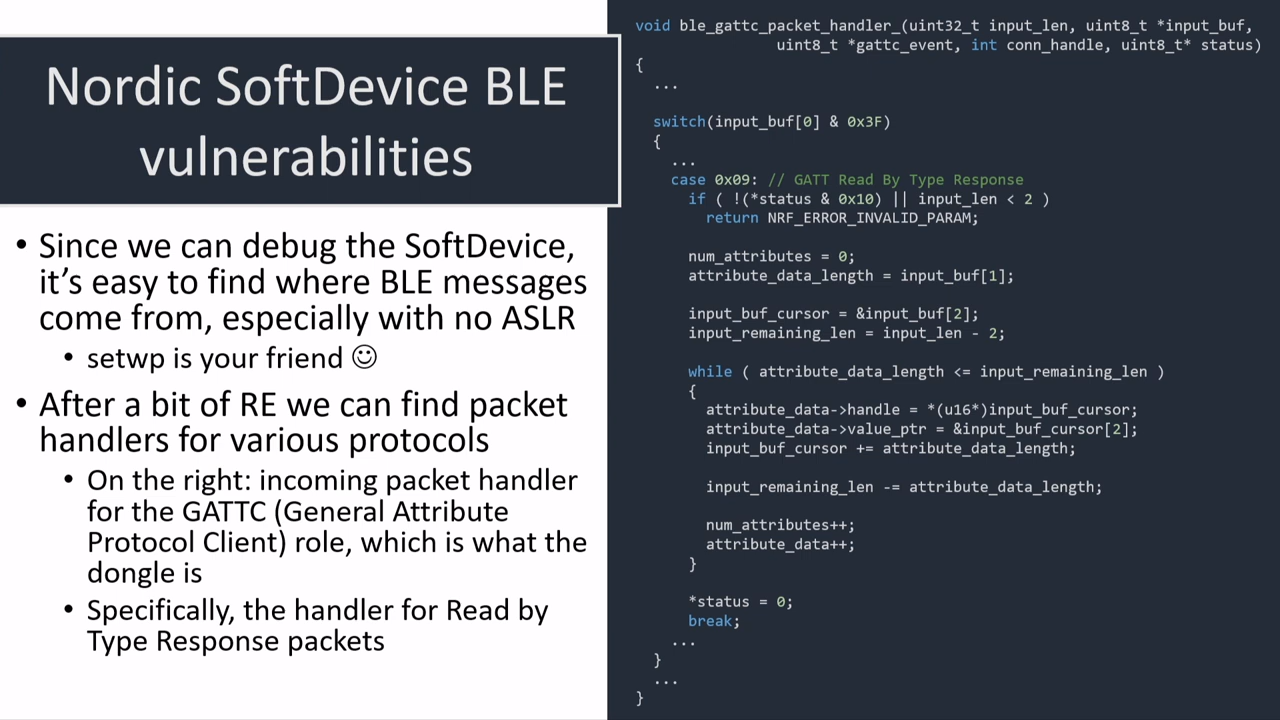 Nordic SoftDevice BLE
vulnerabilities
• Since we can debug the SoftDevice,
it’s easy to find where BLE messages
come from, especially with no ASLR
• setwp is your friend ☺
• After a bit of RE we can find packet
handlers for various protocols
• On the right: incoming packet handler
for the GATTC (General Attribute
Protocol Client) role, which is what the
dongle is
• Specifically, the handler for Read by
Type Response packets
void ble_gattc_packet_handler_(uint32_t input_len, uint8_t *input_buf,
uint8_t *gattc_event, int conn_handle, uint8_t* status)
{
...
switch(input_buf[0] & 0x3F)
{
...
case 0x09: // GATT Read By Type Response
if ( !(*status & 0x10) || input_len < 2 )
return NRF_ERROR_INVALID_PARAM;
num_attributes = 0;
attribute_data_length = input_buf[1];
input_buf_cursor = &input_buf[2];
input_remaining_len = input_len - 2;
while ( attribute_data_length <= input_remaining_len )
{
attribute_data->handle = *(u16*)input_buf_cursor;
attribute_data->value_ptr = &input_buf_cursor[2];
input_buf_cursor += attribute_data_length;
input_remaining_len -= attribute_data_length;
num_attributes++;
attribute_data++;
}
*status = 0;
break;
...
}
...
}